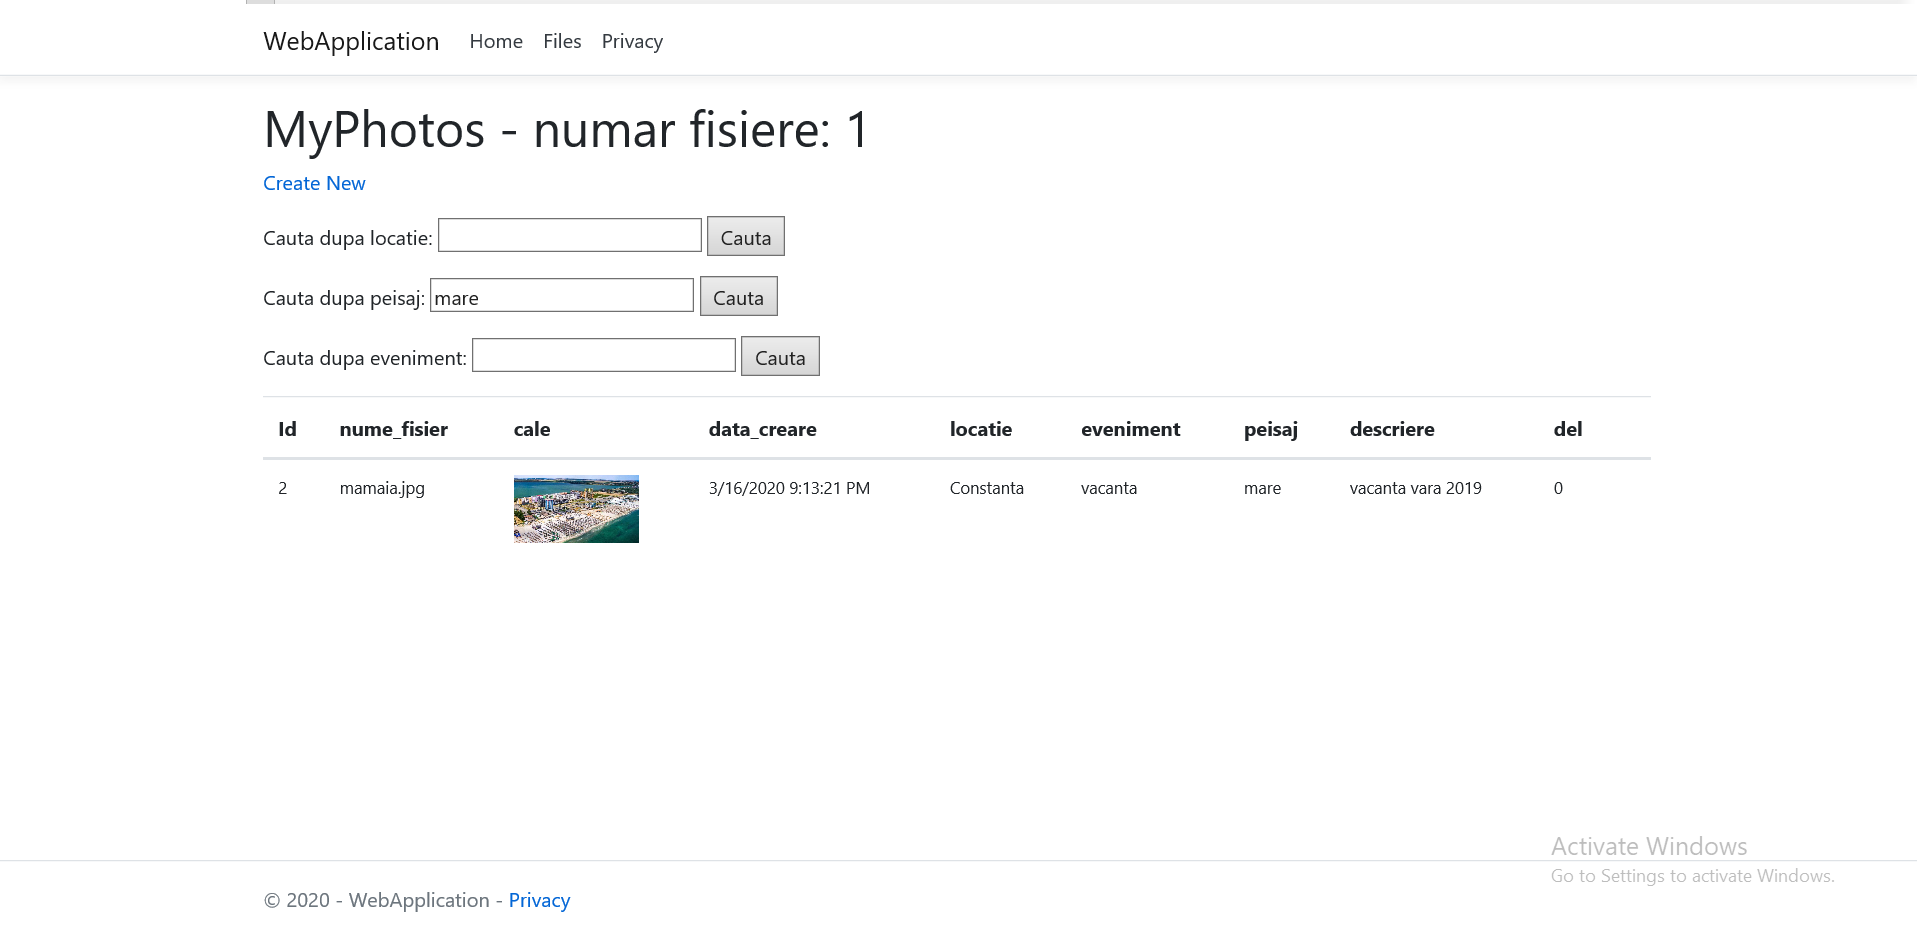 WebApplication Home Files Privacy
MyPhotos - numar fisiere: 1
Create New
Cauta dupa locatie: Cauta
Cauta dupa peisaj: mare Cauta
Cauta dupa eveniment: Cauta
Id nume_fisier cale data_creare locatie eveniment peisaj descriere del
2 mamaia.jpg 3/16/2020 9:13:21 PM Constanta vacanta mare vacanta vara 2019 0
Activate Windows
Go to Settings to activate Windows.
© 2020 - WebApplication - Privacy